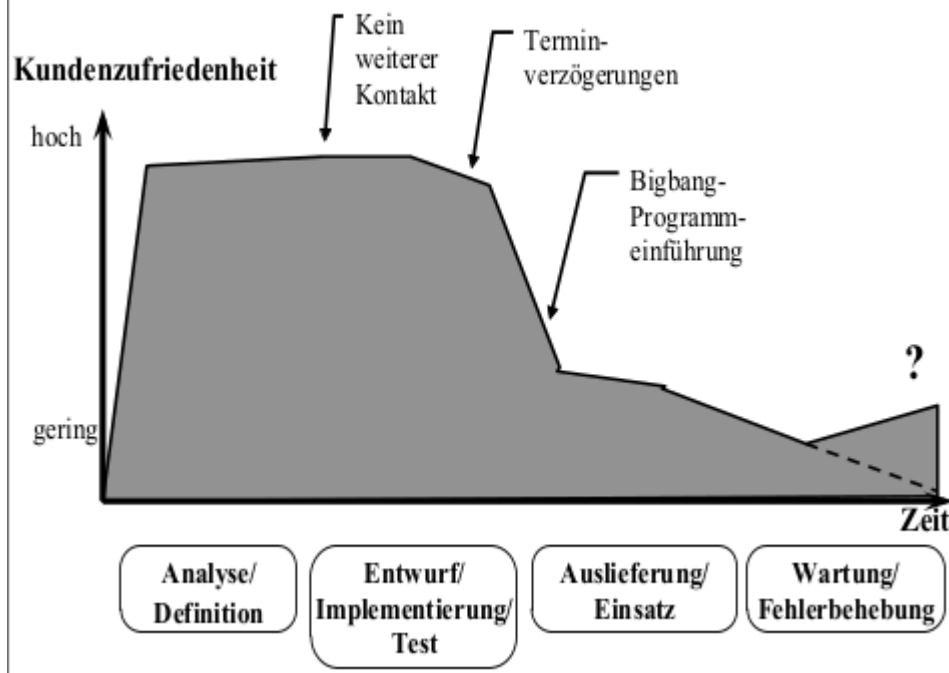 Kein
weiterer
Kontakt
Termin-
verzögerungen
Kundenzufriedenheit
hoch
Bigbang-
Programm-
einführung
?
gering
Zeit
Analyse/
Definition
Entwurf/
Implementierung/
Test
Auslieferung/
Einsatz
Wartung/
Fehlerbehebung